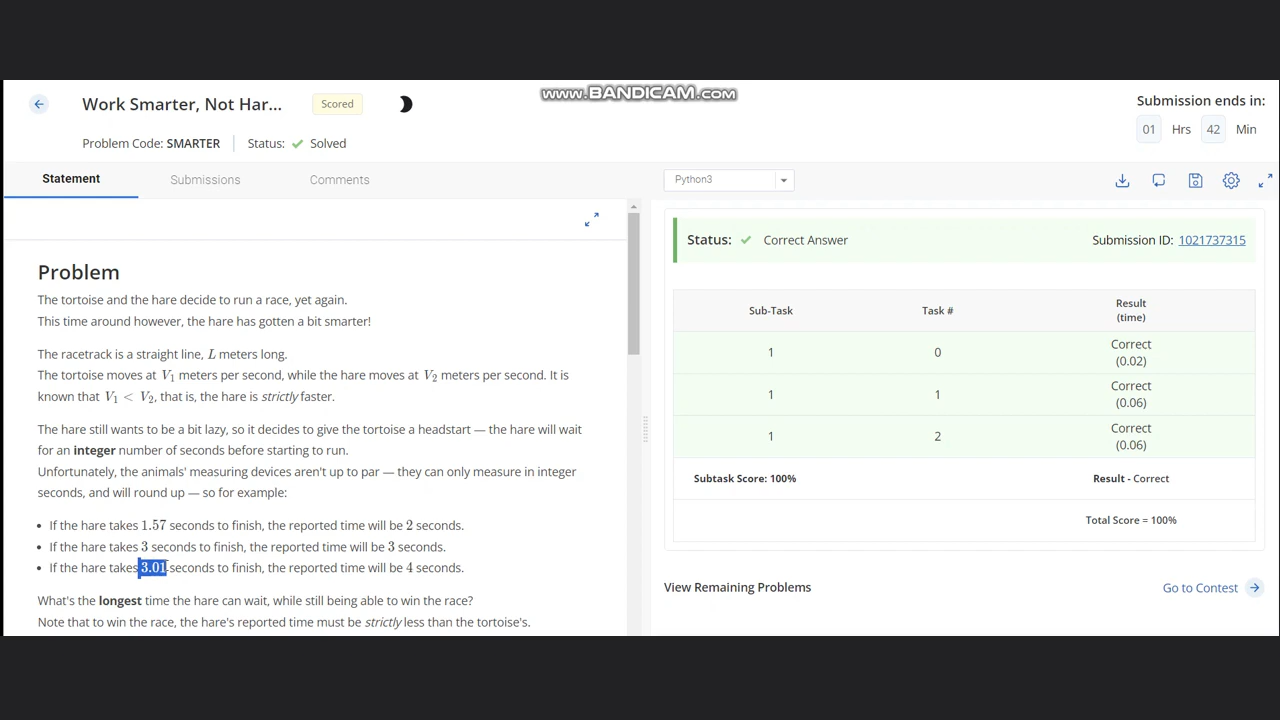 www.BANDICAM.com
Work Smarter, Not Har...
Scored
Submission ends in:
01 Hrs 42 Min
Problem Code: SMARTER
Status: Solved
Statement
Submissions
Comments
Python3
Problem
The tortoise and the hare decide to run a race, yet again.
This time around however, the hare has gotten a bit smarter!
The racetrack is a straight line, L meters long.
The tortoise moves at V₁ meters per second, while the hare moves at V₂ meters per second. It is
known that V₁ < V₂, that is, the hare is strictly faster.
The hare still wants to be a bit lazy, so it decides to give the tortoise a headstart — the hare will wait
for an integer number of seconds before starting to run.
Unfortunately, the animals' measuring devices aren't up to par — they can only measure in integer
seconds, and will round up — so for example:
• If the hare takes 1.57 seconds to finish, the reported time will be 2 seconds.
• If the hare takes 3 seconds to finish, the reported time will be 3 seconds.
• If the hare takes 3.01 seconds to finish, the reported time will be 4 seconds.
What's the longest time the hare can wait, while still being able to win the race?
Note that to win the race, the hare's reported time must be strictly less than the tortoise's.
Status: Correct Answer
Submission ID: 1021737315
Sub-Task
Task #
Result
(time)
1 0 Correct
(0.02)
1 1 Correct
(0.06)
1 2 Correct
(0.06)
Subtask Score: 100%
Result - Correct
Total Score = 100%
View Remaining Problems
Go to Contest